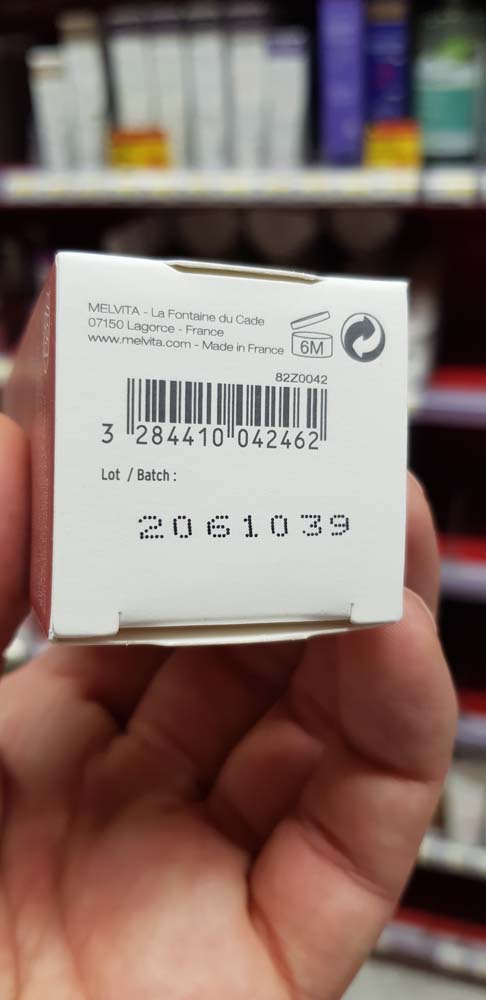 MELVITA - La Fontaine du Cade
07150 Lagorce - France
www.melvita.com - Made in France
6M
82Z0042
3 284410 042462
Lot / Batch :
2061039